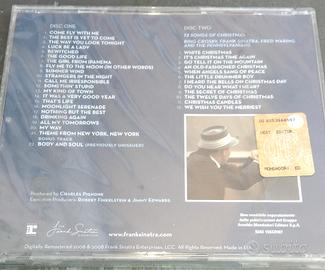 DISC ONE
COME FLY WITH ME
THE BEST IS YET TO COME
THE WAY YOU LOOK TONIGHT
LUCK BE A LADY
BEWITCHED
THE GOOD LIFE
THE GIRL FROM IPANEMA
FLY ME TO THE MOON (IN OTHER WORDS)
SUMMER WIND
STRANGERS IN THE NIGHT
CALL ME IRRESPONSIBLE
SOMETHIN' STUPID
MY KIND OF TOWN
IT WAS A VERY GOOD YEAR
THAT'S LIFE
MOONLIGHT SERENADE
NOTHING BUT THE BEST
DRINKING AGAIN
ALL MY TOMORROWS
MY WAY
THEME FROM NEW YORK, NEW YORK
BONUS TRACK
BODY AND SOUL (PREVIOUSLY UNISSUED)
DISC TWO
12 SONGS OF CHRISTMAS
BING CROSBY, FRANK SINATRA, FRED WARING
AND THE PENNSYLVANIANS
WHITE CHRISTMAS
IT'S CHRISTMAS TIME AGAIN
GO TELL IT ON THE MOUNTAIN
AN OLD FASHIONED CHRISTMAS
WHEN ANGELS SANG OF PEACE
THE LITTLE DRUMMER BOY
I HEARD THE BELLS ON CHRISTMAS DAY
DO YOU HEAR WHAT I HEAR?
THE SECRET OF CHRISTMAS
THE TWELVE DAYS OF CHRISTMAS
CHRISTMAS CANDLES
WE WISH YOU THE MERRIEST
Produced by CHARLES PIGNONE
Executive Producers: ROBERT FINKELSTEIN & JIMMY EDWARDS
www.franksinatra.com
Digitally Remastered 2008 & 2008 Frank Sinatra Enterprises, LLC. All Rights Reserved. Made in E.U.